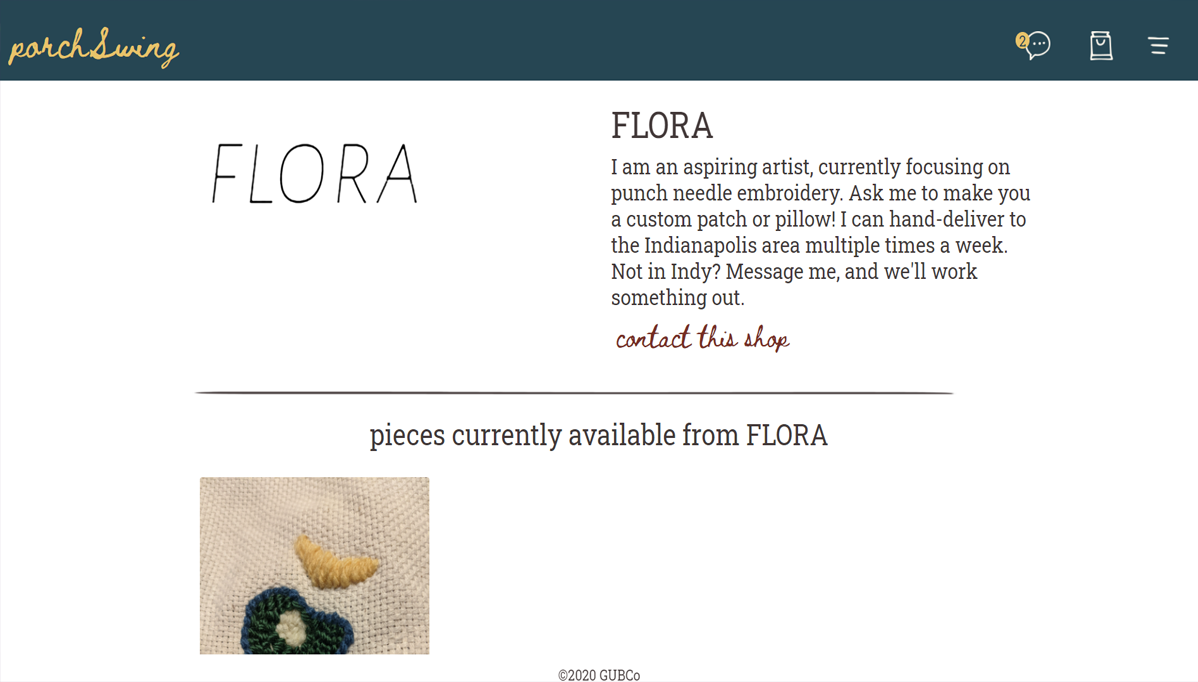 porchSwing
2
FLORA
FLORA
I am an aspiring artist, currently focusing on
punch needle embroidery. Ask me to make you
a custom patch or pillow! I can hand-deliver to
the Indianapolis area multiple times a week.
Not in Indy? Message me, and we'll work
something out.
contact this shop
pieces currently available from FLORA
©2020 GUBCo